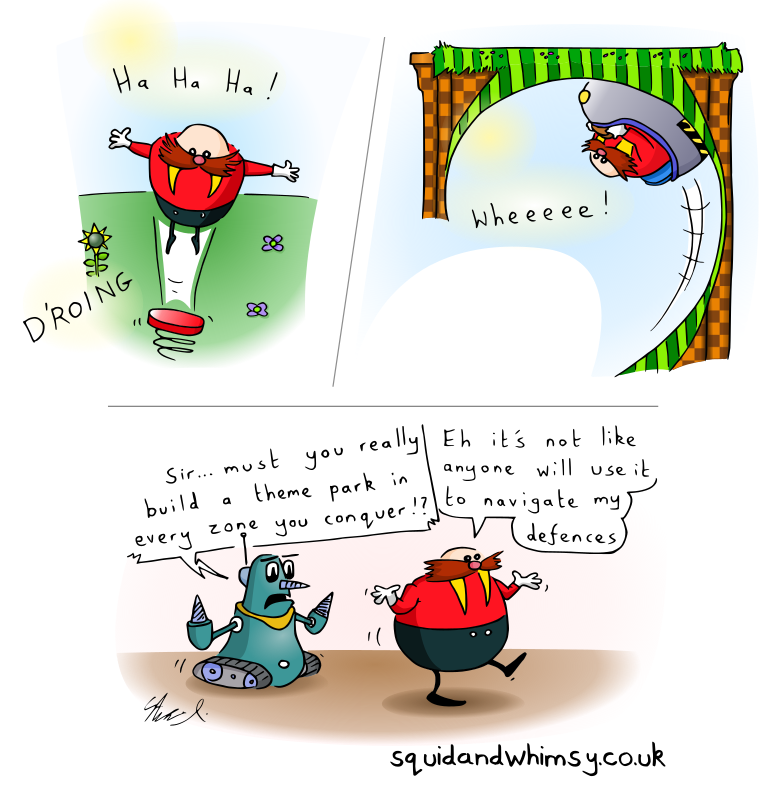 Ha Ha Ha!
D'ROING
Wheeeee!
Sir... must you really
build a theme park in
every zone you conquer!?
Eh it's not like
anyone will use it
to navigate my
defences
squidandwhimsy.co.uk